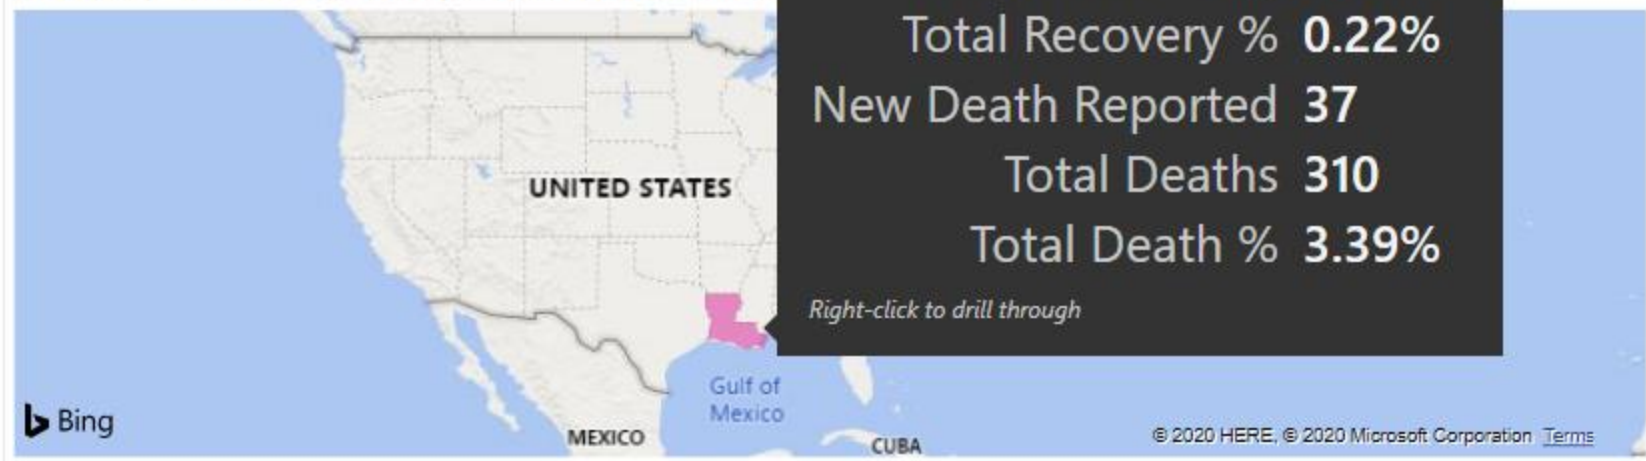 Total Recovery % 0.22%
New Death Reported 37
Total Deaths 310
Total Death % 3.39%
Right-click to drill through
UNITED STATES
Gulf of
Mexico
MEXICO
CUBA
Bing
© 2020 HERE, © 2020 Microsoft Corporation Terms